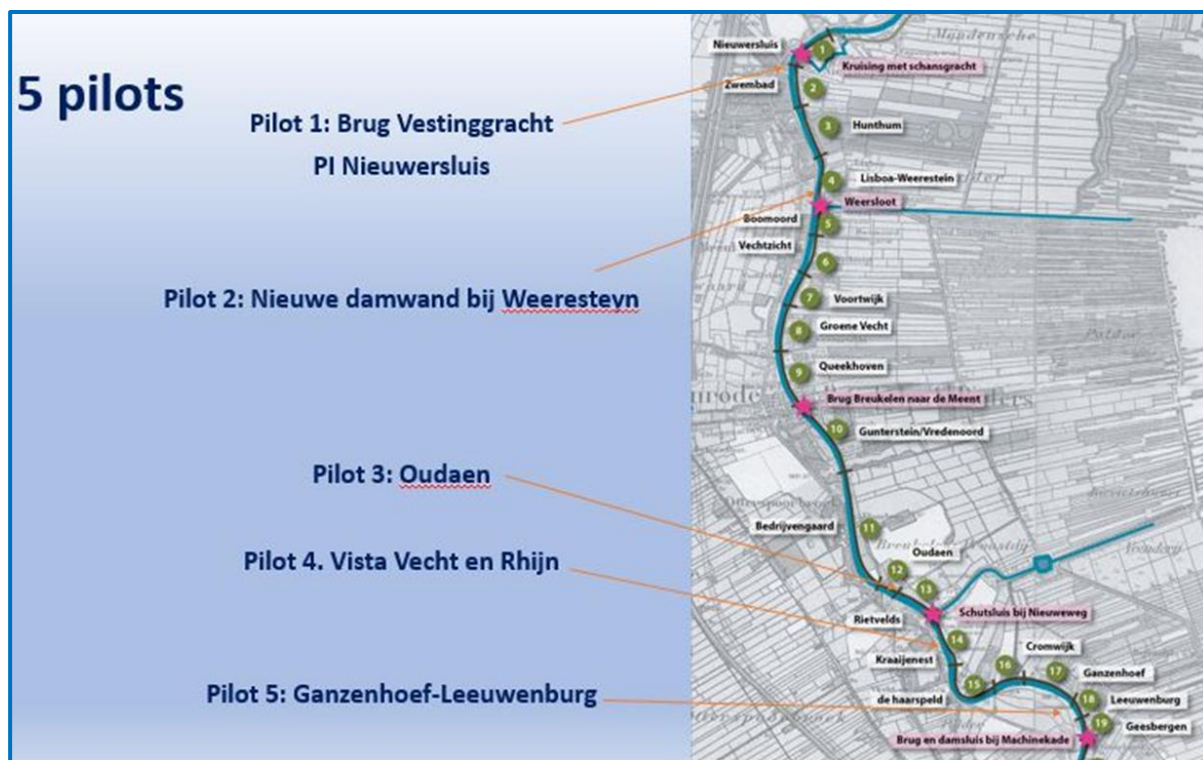 5 pilots
Pilot 1: Brug Vestinggracht
PI Nieuwersluis
Pilot 2: Nieuwe damwand bij Weeresteyn
Pilot 3: Oudaen
Pilot 4. Vista Vecht en Rhijn
Pilot 5: Ganzenhoef-Leeuwenburg
Nieuwersluis
1
Kruising met schansgracht
Zwembad
2
3
Hunthum
4
Lisboa-Weerestein
Weersloot
Boomoord
5
Vechtzicht
6
7
Voortwijk
8
Groene Vecht
9
Queekhoven
Brug Breukelen naar de Meent
10
Gunterstein/Vredenoord
Bedrijvengaard
11
Oudaen
12
13
Rietvelds
Schutsluis bij Nieuweweg
14
Kraaijenest
Cromwijk
16
15
17
Ganzenhoef
de haarspeld
18
Leeuwenburg
19
Geesbergen
Brug en damsluis bij Machinekade